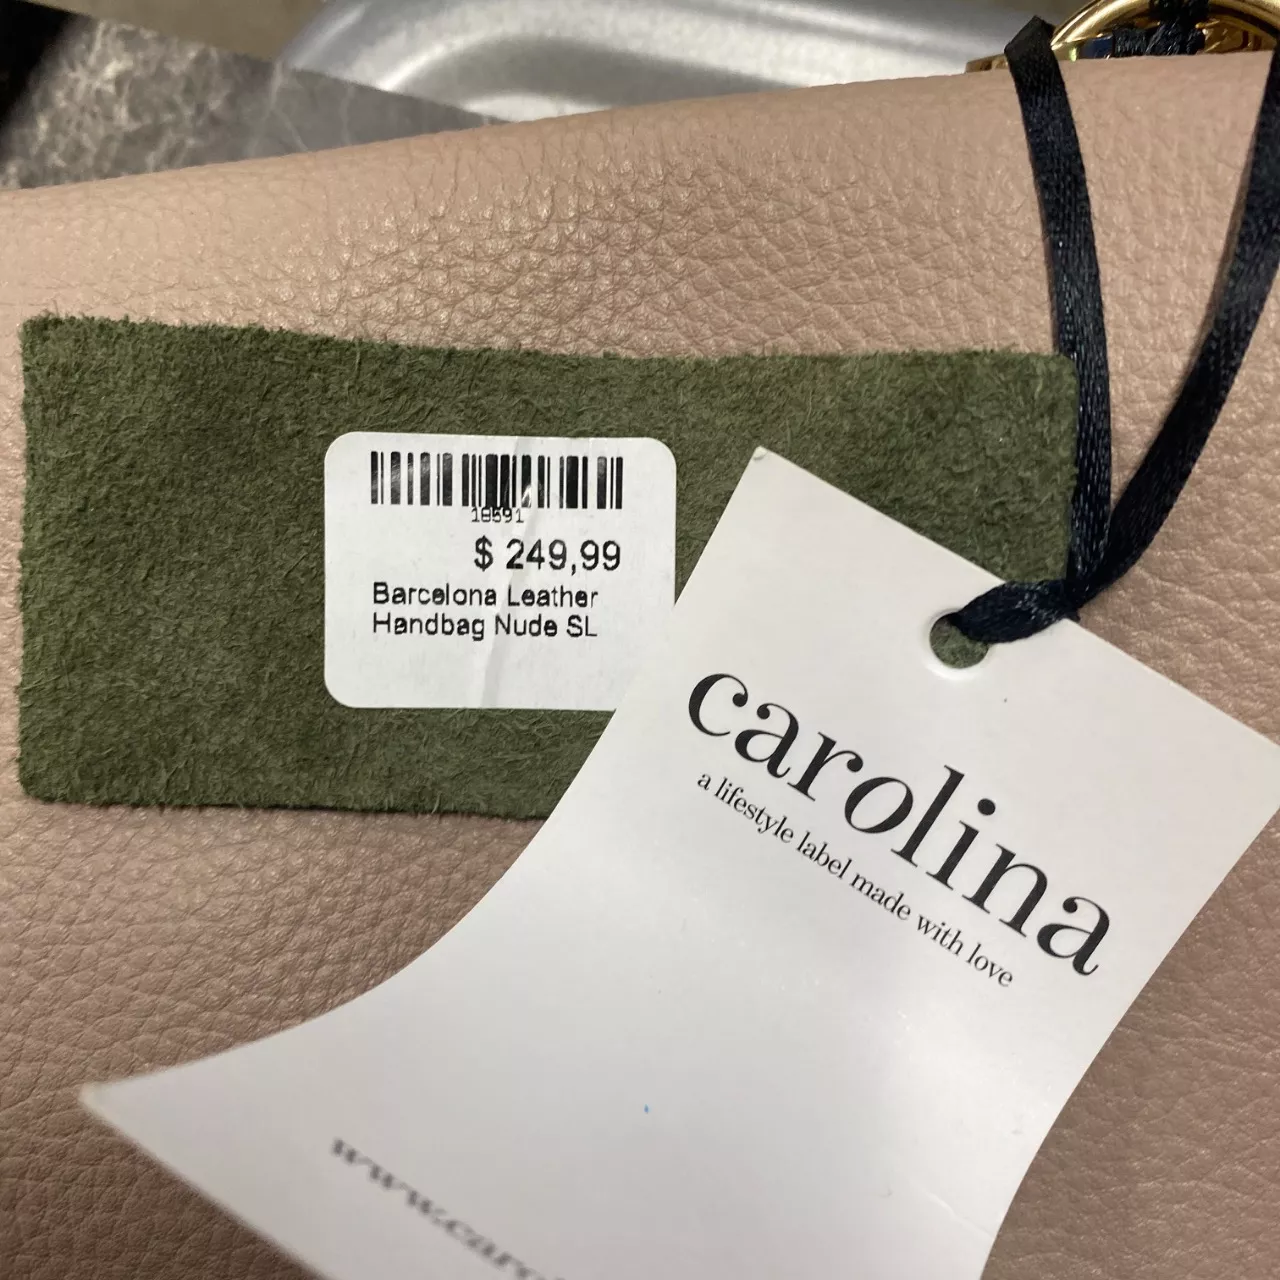 18591
$ 249,99
Barcelona Leather
Handbag Nude SL
carolina
a lifestyle label made with love